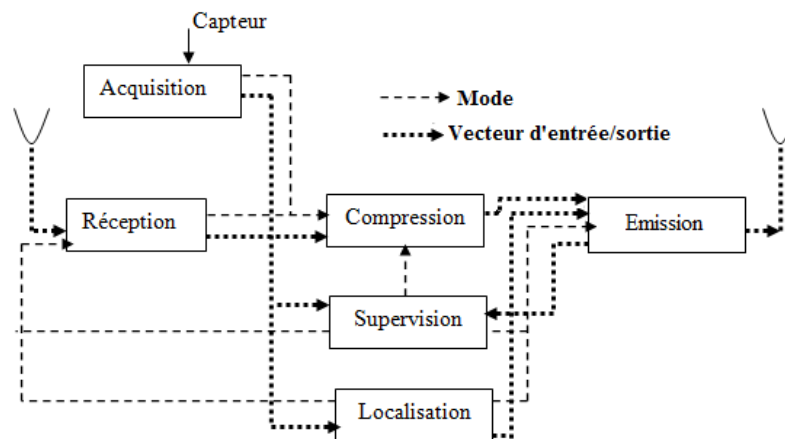 Capteur
Acquisition
Mode
Vecteur d'entrée/sortie
Réception
Compression
Emission
Supervision
Localisation